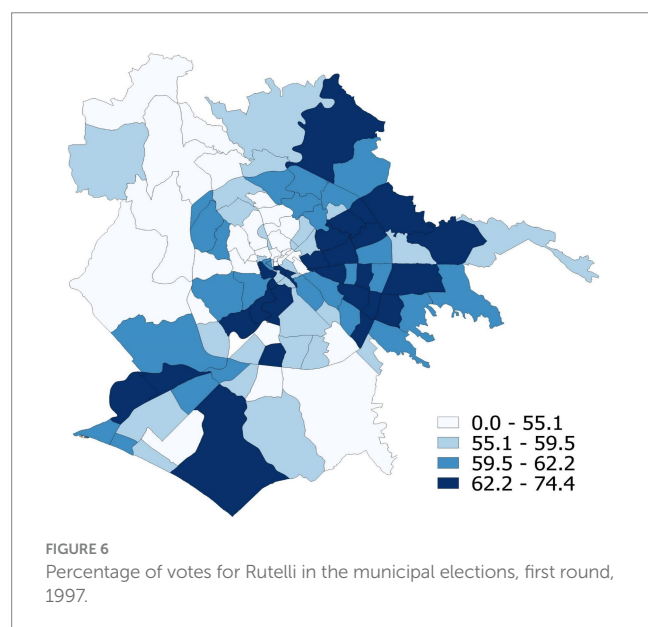 0.0 - 55.1
55.1 - 59.5
59.5 - 62.2
62.2 - 74.4
FIGURE 6
Percentage of votes for Rutelli in the municipal elections, first round,
1997.